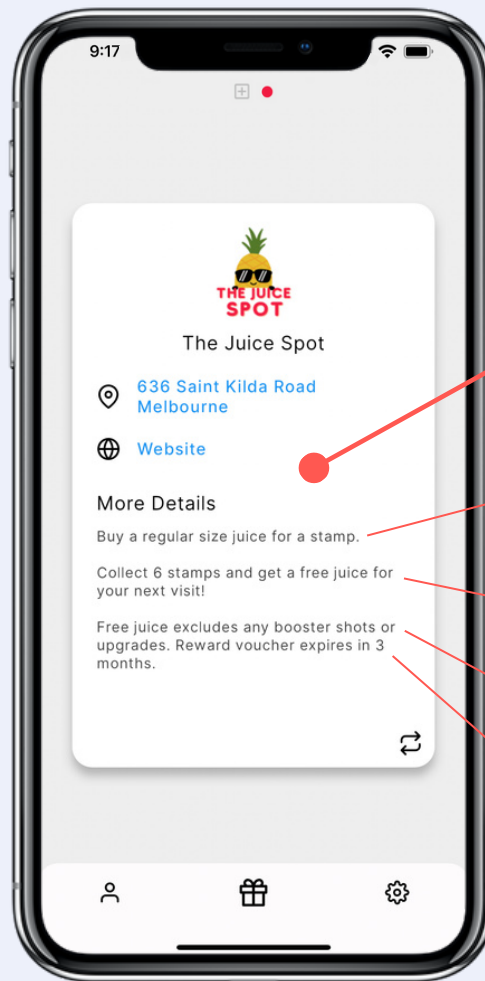 9:17
THE JUICE
SPOT
The Juice Spot
636 Saint Kilda Road
Melbourne
Website
More Details
Buy a regular size juice for a stamp.
Collect 6 stamps and get a free juice for
your next visit!
Free juice excludes any booster shots or
upgrades. Reward voucher expires in 3
months.